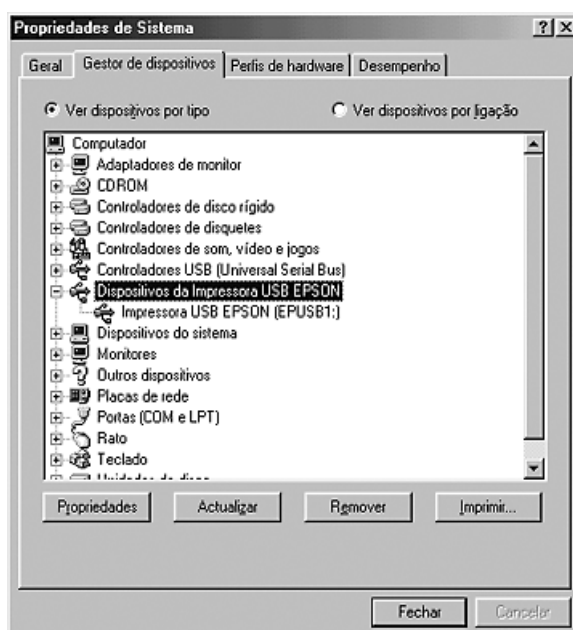 Propriedades de Sistema
Geral Gestor de dispositivos Perfis de hardware Desempenho
Ver dispositivos por tipo Ver dispositivos por ligação
Computador
Adaptadores de monitor
CDROM
Controladores de disco rígido
Controladores de disquetes
Controladores de som, vídeo e jogos
Controladores USB (Universal Serial Bus)
Dispositivos da Impressora USB EPSON
Impressora USB EPSON (EPUSB1:)
Dispositivos do sistema
Monitores
Outros dispositivos
Placas de rede
Portas (COM e LPT)
Rato
Teclado
Unidades de disco
Propriedades Actualizar Remover Imprimir...
Fechar Cancelar